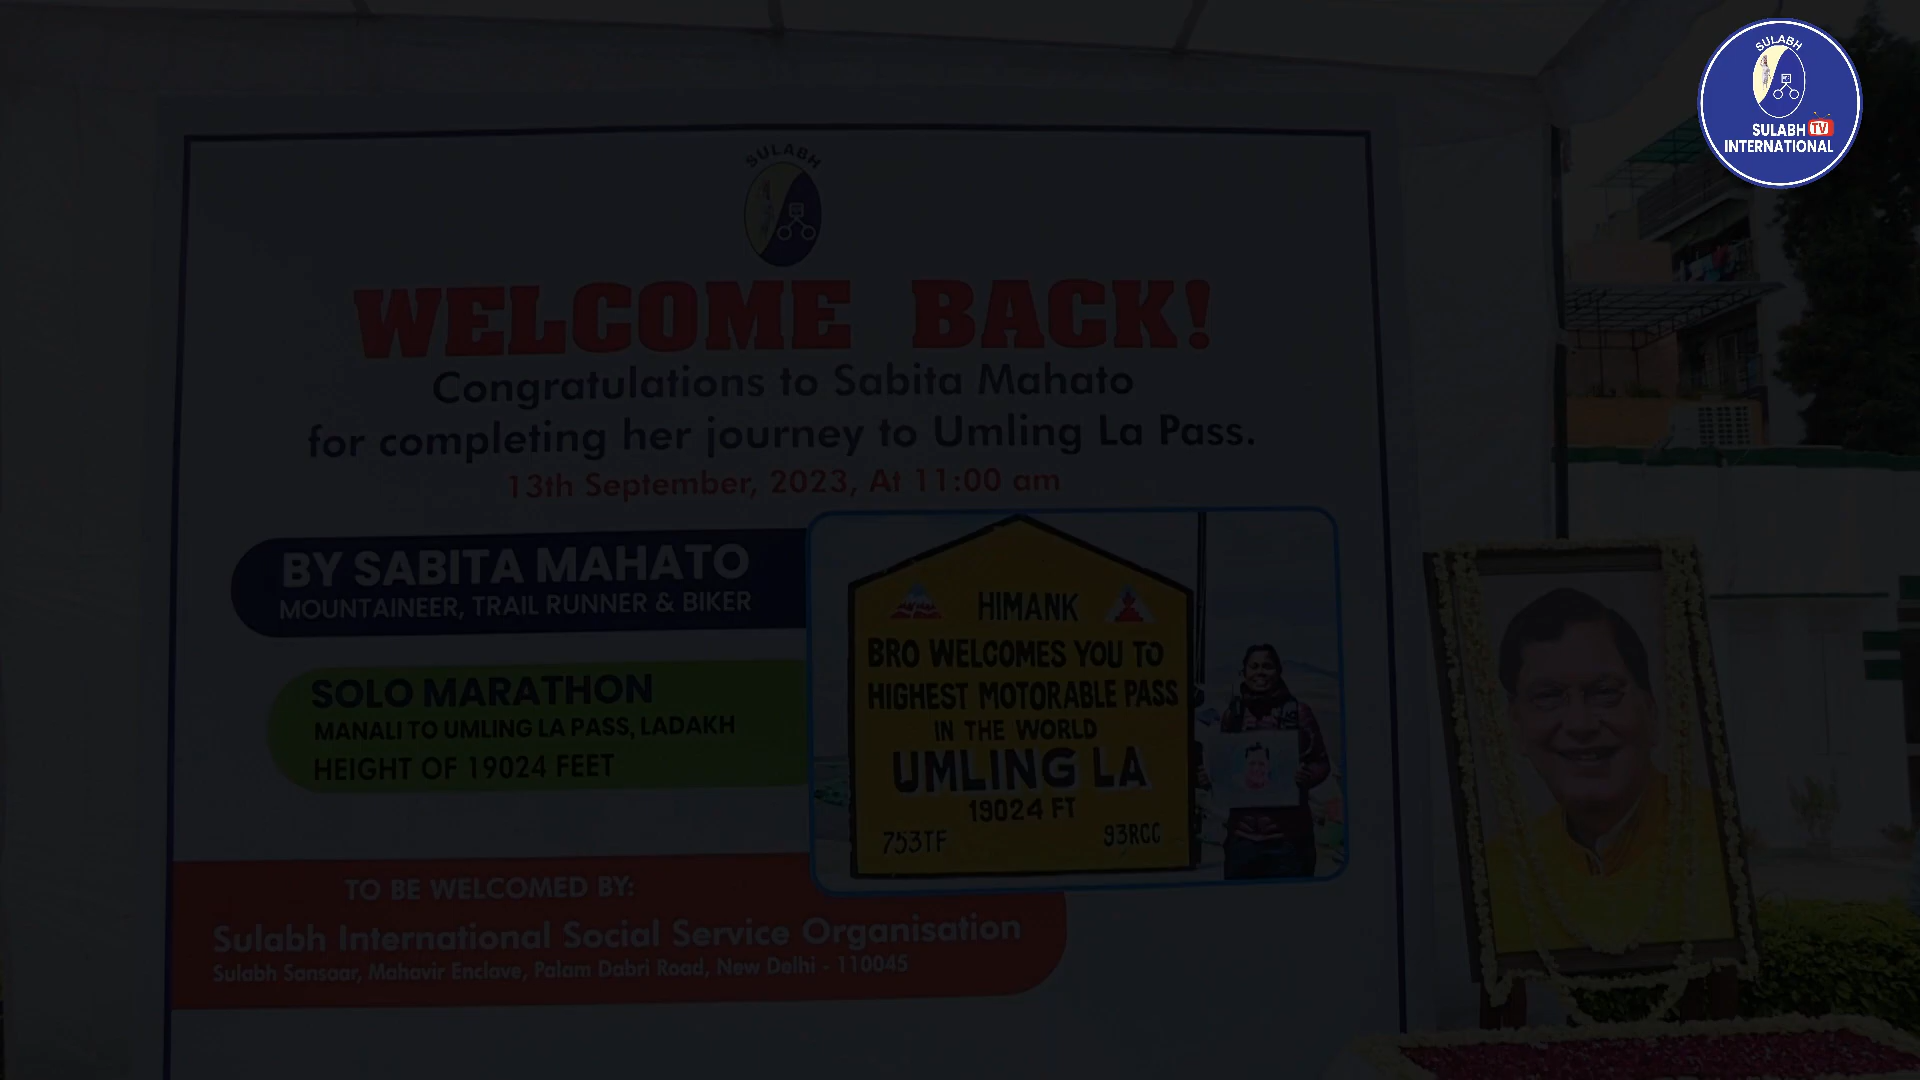 SULABH
SULABH TV
INTERNATIONAL
SULABH
WELCOME BACK!
Congratulations to Sabita Mahato
for completing her journey to Umling La Pass.
13th September, 2023, At 11:00 am
BY SABITA MAHATO
MOUNTAINEER, TRAIL RUNNER & BIKER
SOLO MARATHON
MANALI TO UMLING LA PASS, LADAKH
HEIGHT OF 19024 FEET
HIMANK
BRO WELCOMES YOU TO
HIGHEST MOTORABLE PASS
IN THE WORLD
UMLING LA
19024 FT
753TF 93RCC
TO BE WELCOMED BY:
Sulabh International Social Service Organisation
Sulabh Sansaar, Mahavir Enclave, Palam Dabri Road, New Delhi - 110045